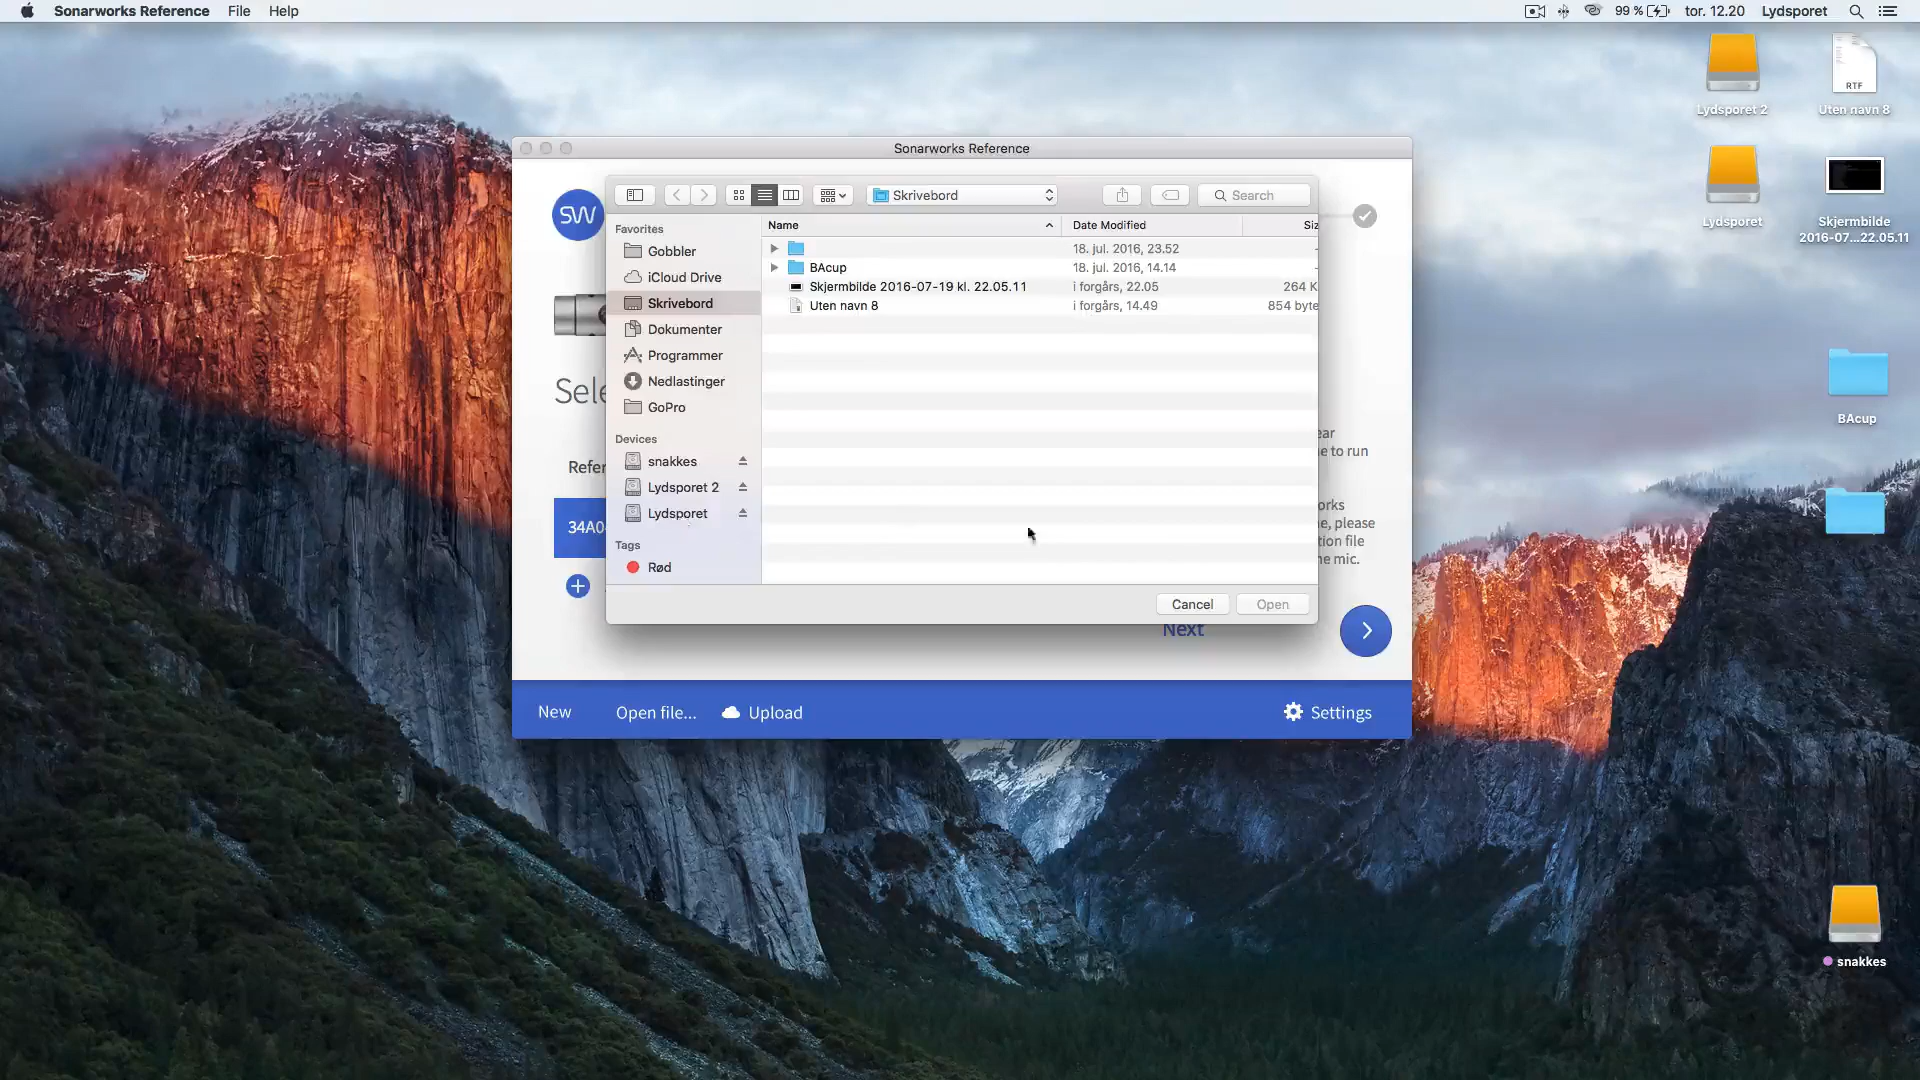 Sonarworks Reference File Help 99 % tor. 12.20 Lydsporet
Lydsporet 2
RTF
Uten navn 8
Lydsporet
Skjermbilde
2016-07...22.05.11
BAcup
snakkes
Sonarworks Reference
SW
Skrivebord
Search
Favorites
Gobbler
iCloud Drive
Skrivebord
Dokumenter
Programmer
Nedlastinger
GoPro
Devices
snakkes
Lydsporet 2
Lydsporet
Tags
Rød
Name Date Modified Siz
18. jul. 2016, 23.52 -
BAcup 18. jul. 2016, 14.14 -
Skjermbilde 2016-07-19 kl. 22.05.11 i forgårs, 22.05 264 K
Uten navn 8 i forgårs, 14.49 854 byte
Cancel Open
Sele
Refer
34A0
ear
e to run
orks
e, please
tion file
he mic.
Next
New Open file... Upload Settings